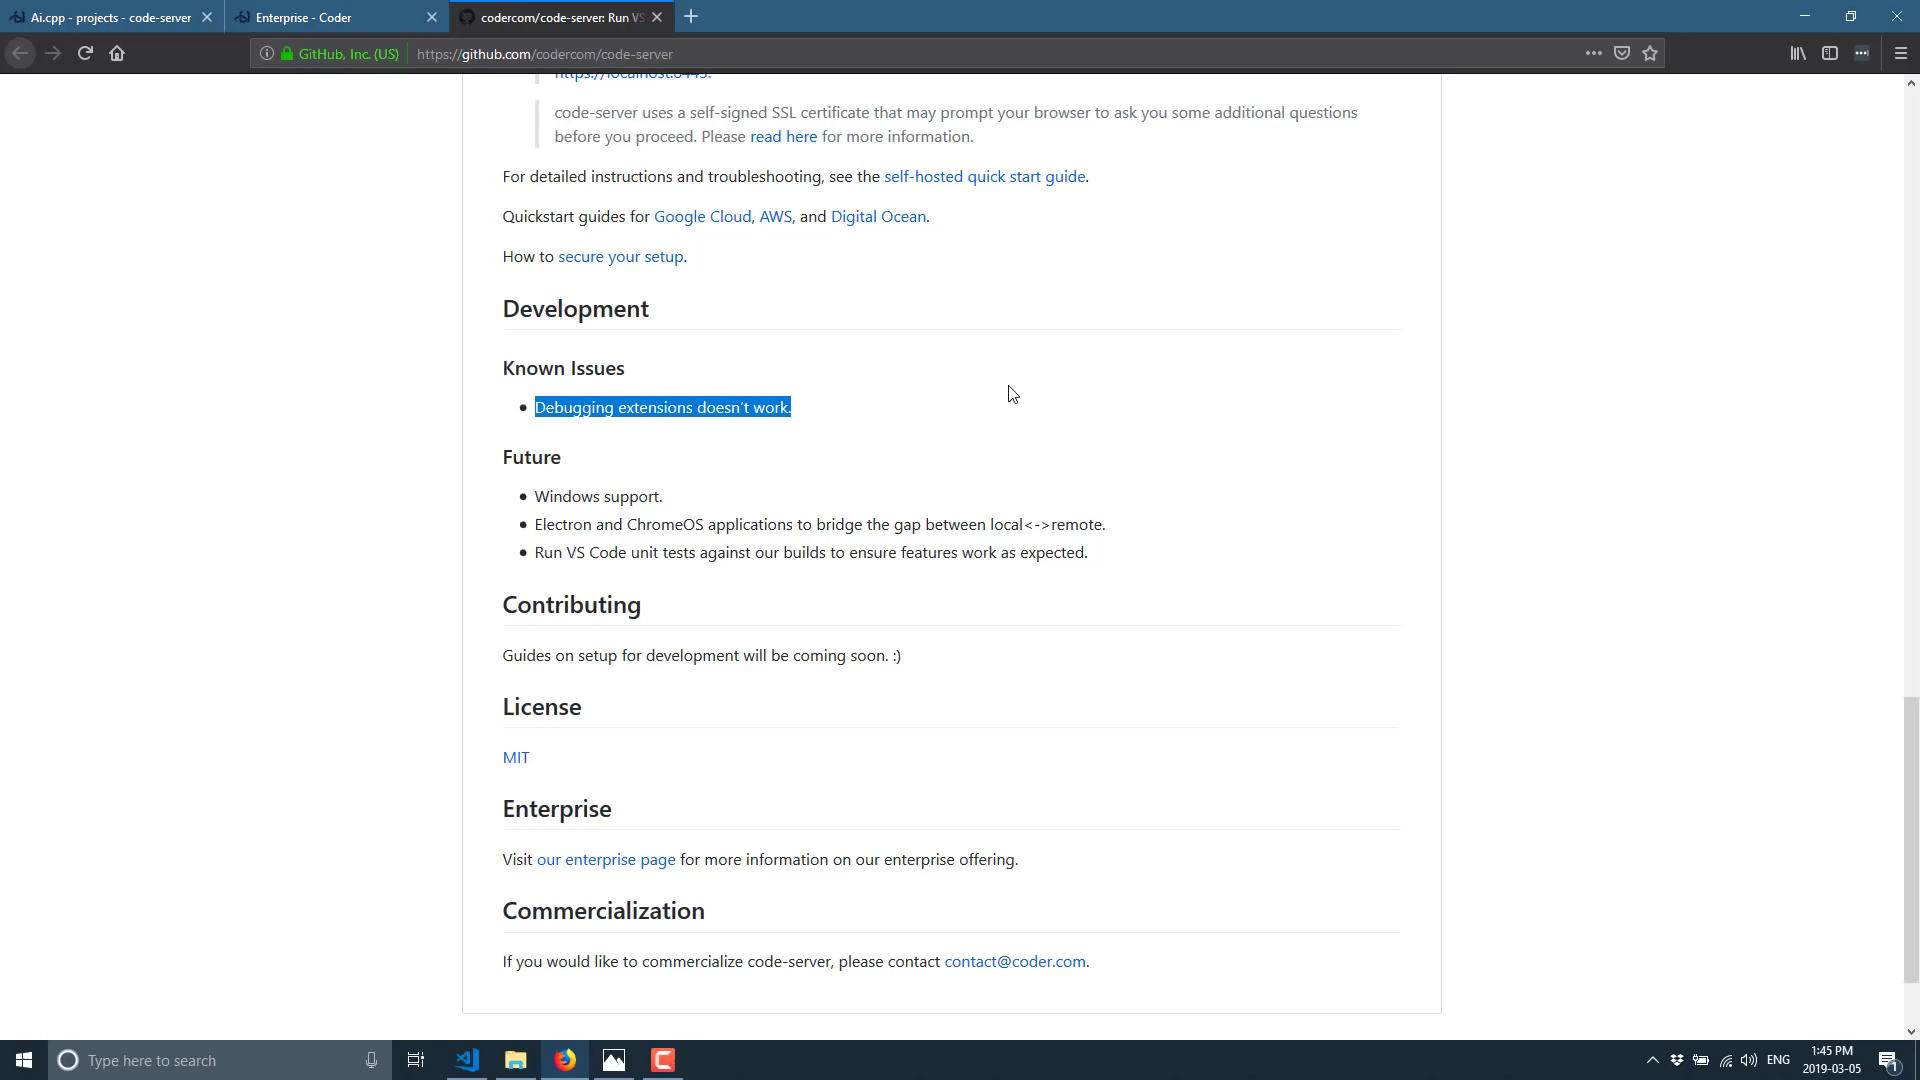 Ai.cpp - projects - code-server
Enterprise - Coder
codercom/code-server: Run VS
GitHub, Inc. (US)
https://github.com/codercom/code-server
https://localhost:8443.
code-server uses a self-signed SSL certificate that may prompt your browser to ask you some additional questions
before you proceed. Please read here for more information.
For detailed instructions and troubleshooting, see the self-hosted quick start guide.
Quickstart guides for Google Cloud, AWS, and Digital Ocean.
How to secure your setup.
Development
Known Issues
Debugging extensions doesn't work.
Future
Windows support.
Electron and ChromeOS applications to bridge the gap between local<->remote.
Run VS Code unit tests against our builds to ensure features work as expected.
Contributing
Guides on setup for development will be coming soon. :)
License
MIT
Enterprise
Visit our enterprise page for more information on our enterprise offering.
Commercialization
If you would like to commercialize code-server, please contact contact@coder.com.
Type here to search
ENG
1:45 PM
2019-03-05
1